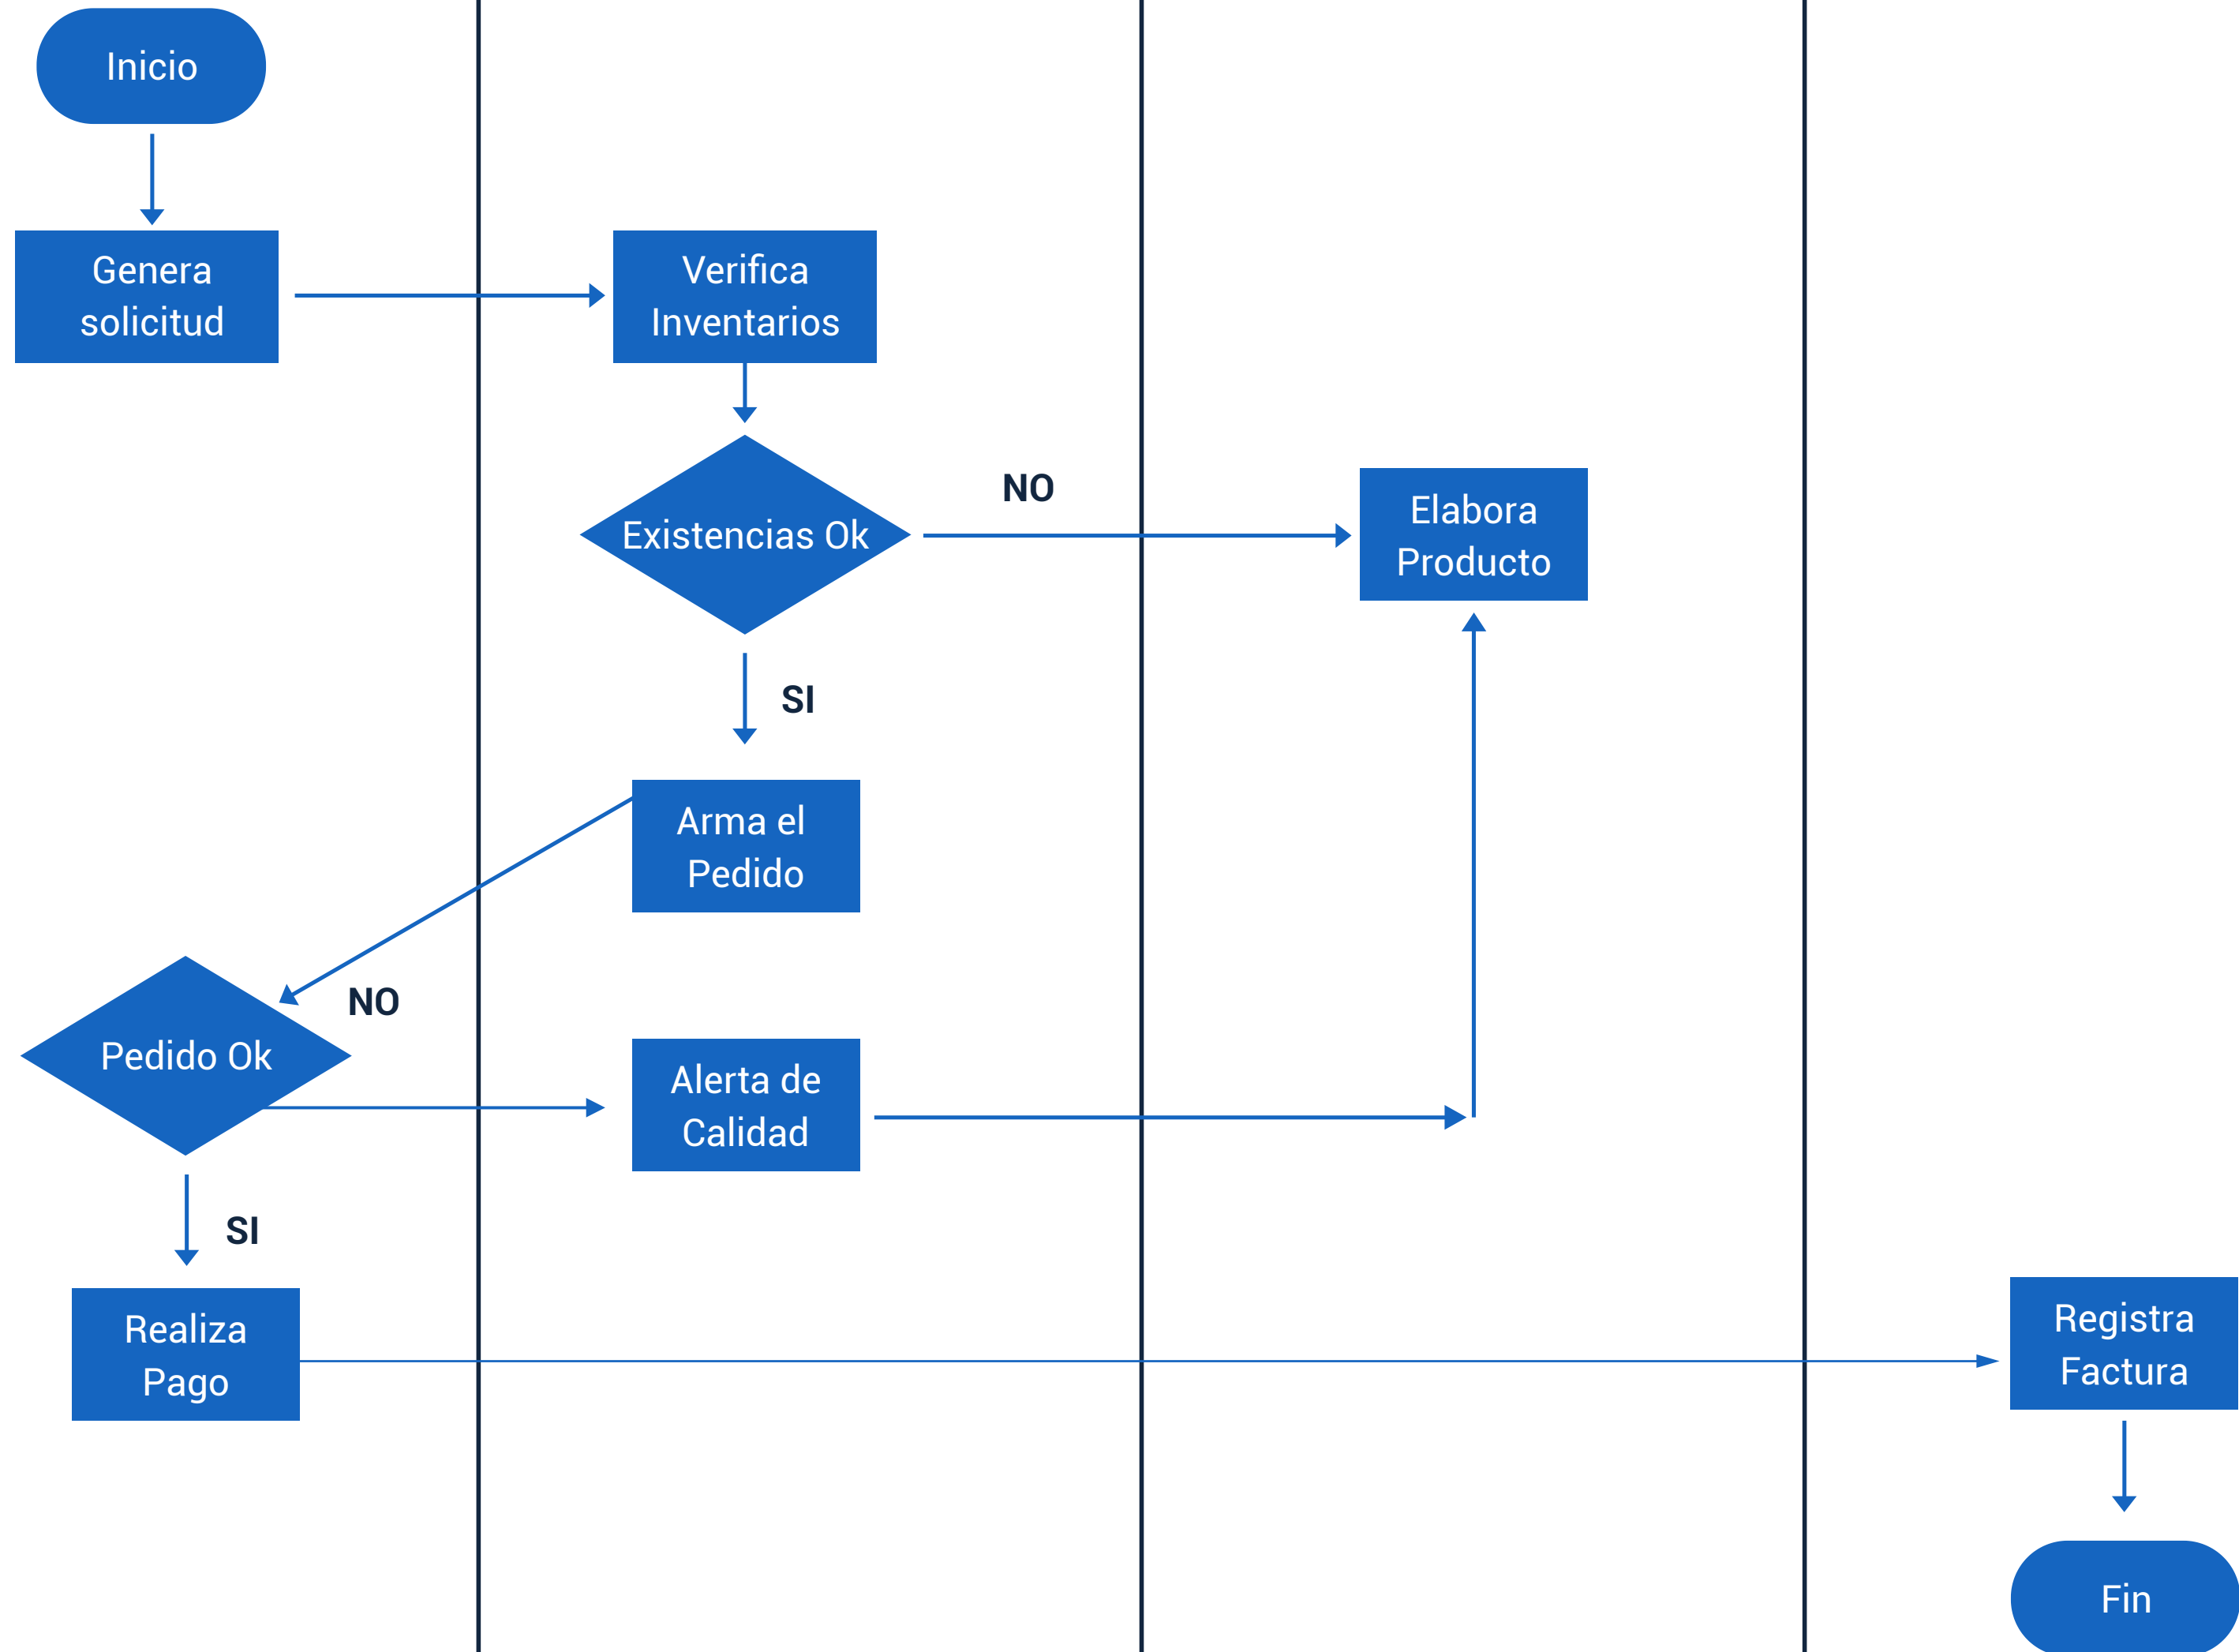 Inicio
Genera
solicitud
Verifica
Inventarios
Existencias Ok
NO
Elabora
Producto
SI
Arma el
Pedido
Pedido Ok
NO
Alerta de
Calidad
SI
Realiza
Pago
Registra
Factura
Fin